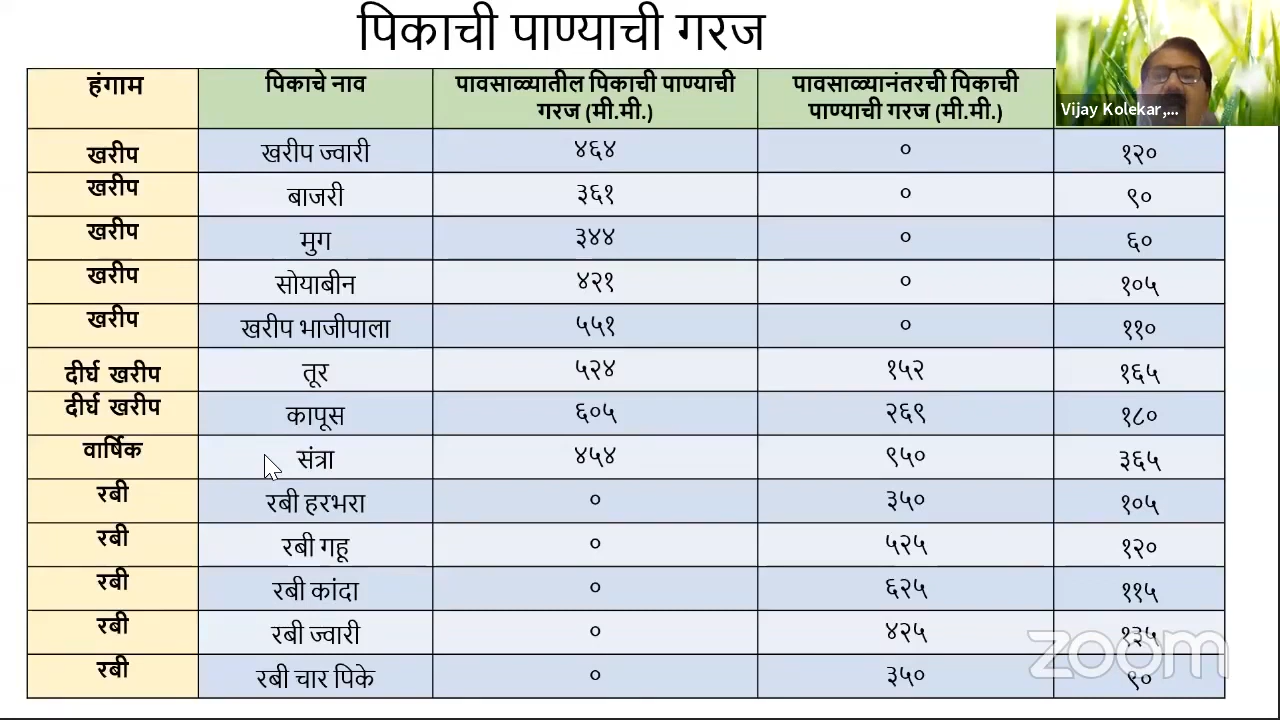 पिकाची पाण्याची गरज
Vijay Kolekar,...
हंगाम पिकाचे नाव पावसाळ्यातील पिकाची पाण्याची गरज (मी.मी.) पावसाळ्यानंतरची पिकाची पाण्याची गरज (मी.मी.)
खरीप खरीप ज्वारी ४६४ ० १२०
खरीप बाजरी ३६१ ० ९०
खरीप मुग ३४४ ० ६०
खरीप सोयाबीन ४२१ ० १०५
खरीप खरीप भाजीपाला ५५१ ० ११०
दीर्घ खरीप तूर ५२४ १५२ १६५
दीर्घ खरीप कापूस ६०५ २६९ १८०
वार्षिक संत्रा ४५४ ९५० ३६५
रबी रबी हरभरा ० ३५० १०५
रबी रबी गहू ० ५२५ १२०
रबी रबी कांदा ० ६२५ ११५
रबी रबी ज्वारी ० ४२५ १३५
रबी रबी चार पिके ० ३५० ९०
zoom